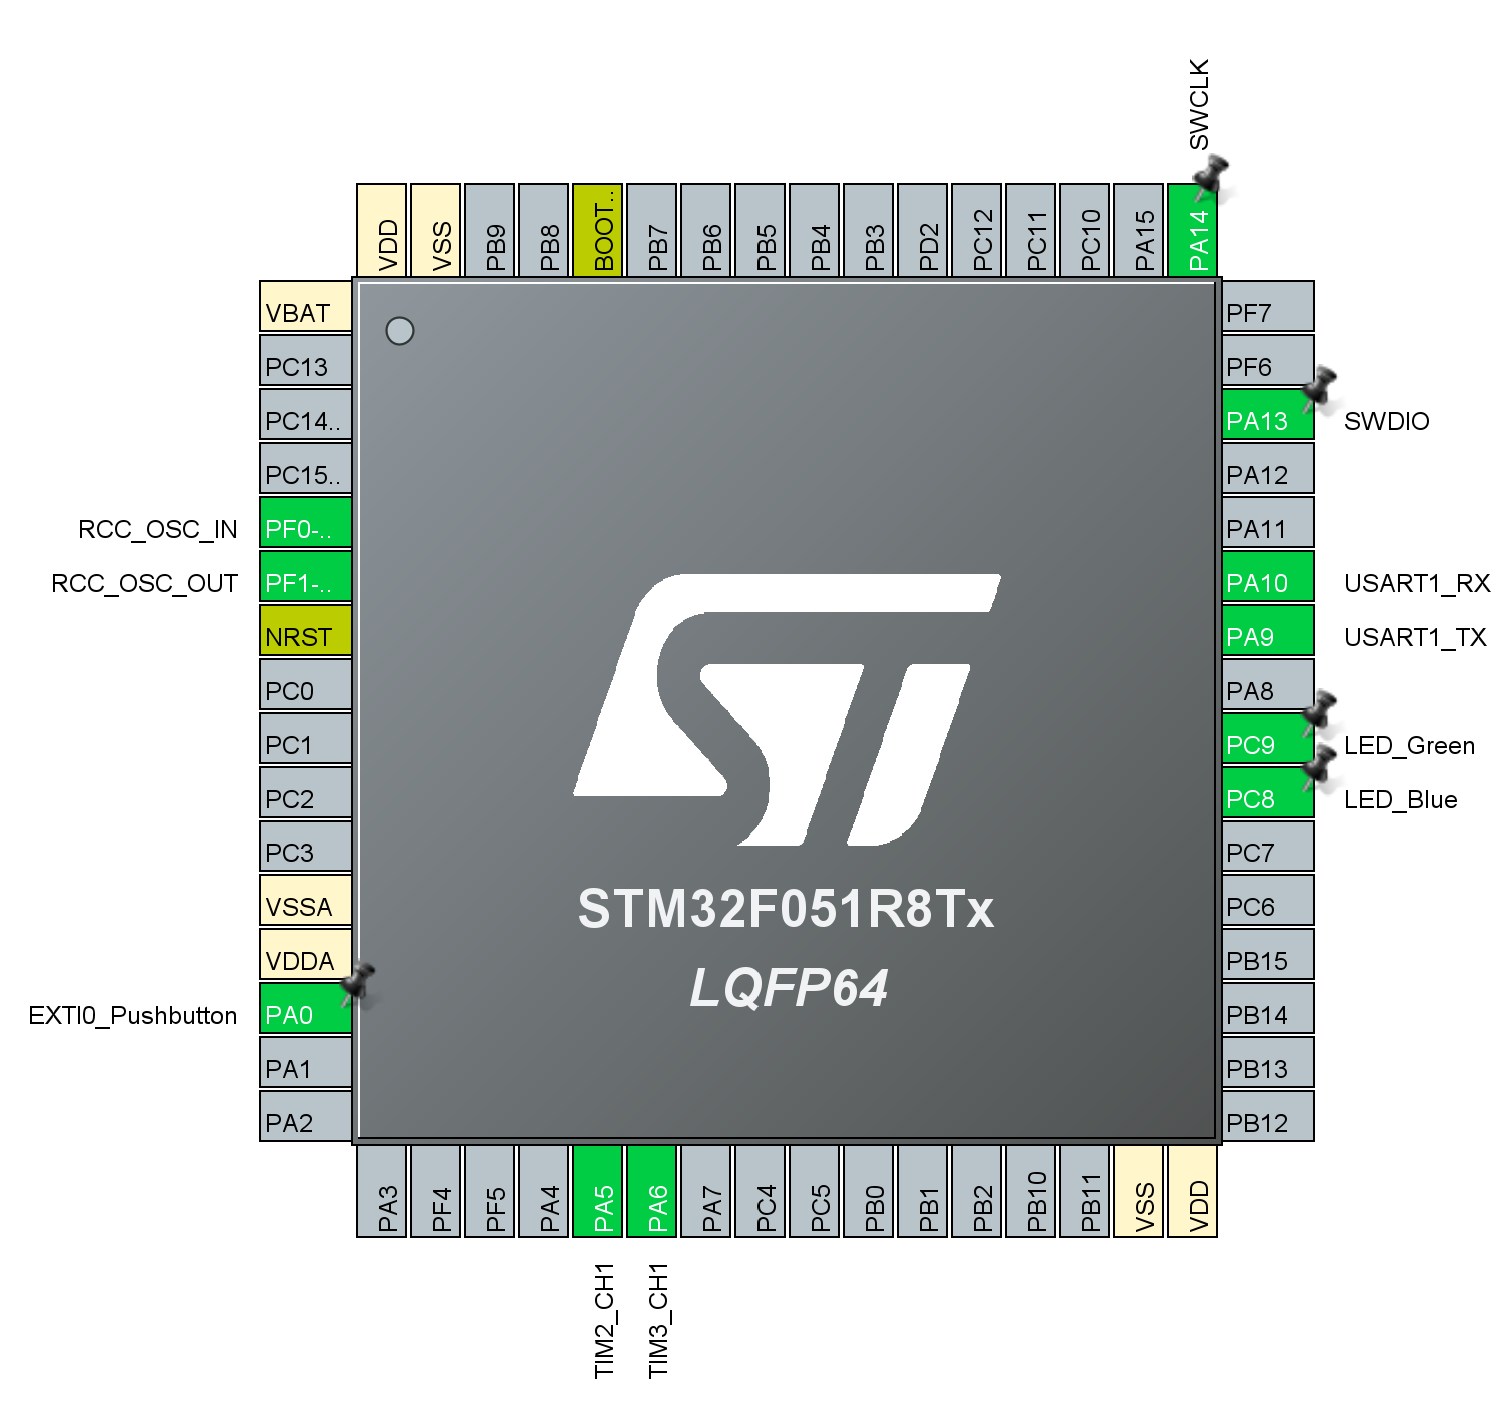 SWCLK
VDD
VSS
PB9
PB8
BOOT..
PB7
PB6
PB5
PB4
PB3
PD2
PC12
PC11
PC10
PA15
PA14
VBAT
PC13
PC14..
PC15..
RCC_OSC_IN PF0-..
RCC_OSC_OUT PF1-..
NRST
PC0
PC1
PC2
PC3
VSSA
VDDA
EXTI0_Pushbutton PA0
PA1
PA2
STM32F051R8Tx
LQFP64
PF7
PF6
PA13 SWDIO
PA12
PA11
PA10 USART1_RX
PA9 USART1_TX
PA8
PC9 LED_Green
PC8 LED_Blue
PC7
PC6
PB15
PB14
PB13
PB12
PA3
PF4
PF5
PA4
PA5
PA6
PA7
PC4
PC5
PB0
PB1
PB2
PB10
PB11
VSS
VDD
TIM2_CH1
TIM3_CH1